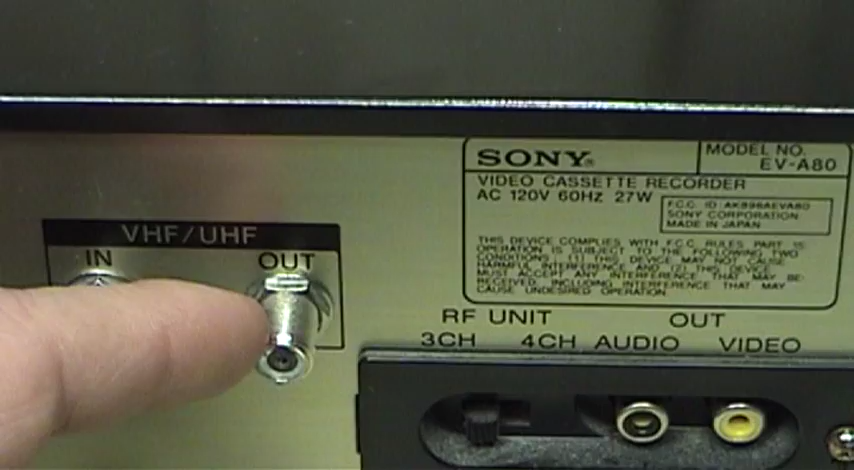 SONY®
MODEL NO.
EV-A80
VIDEO CASSETTE RECORDER
AC 120V 60HZ 27W
F.C.C. ID: AK898AEVA80
SONY CORPORATION
MADE IN JAPAN
THIS DEVICE COMPLIES WITH F.C.C. RULES PART 15.
OPERATION IS SUBJECT TO THE FOLLOWING TWO
CONDITIONS: (1) THIS DEVICE MAY NOT CAUSE
HARMFUL INTERFERENCE AND (2) THIS DEVICE
MUST ACCEPT ANY INTERFERENCE THAT MAY BE
RECEIVED, INCLUDING INTERFERENCE THAT MAY
CAUSE UNDESIRED OPERATION.
VHF/UHF
IN
OUT
RF UNIT
OUT
3CH 4CH AUDIO VIDEO